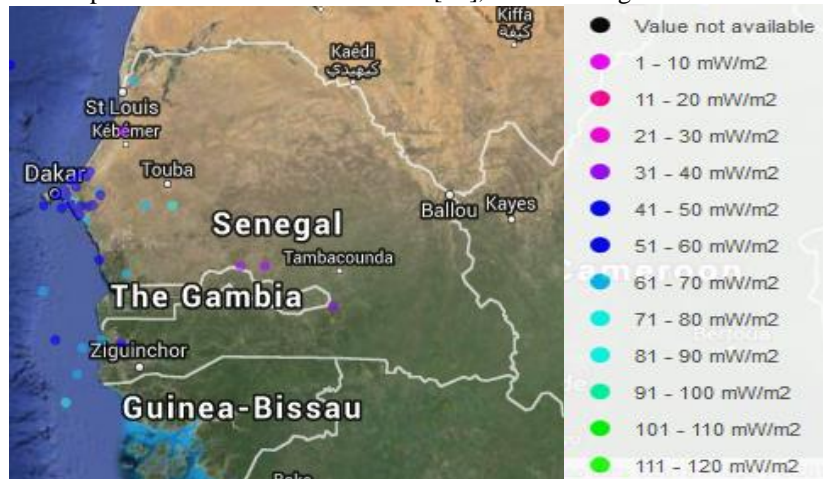 Kiffa
كيفة
Kaédi
كيهيدي
St Louis
Kébémer
Dakar
Touba
Ballou
Kayes
Senegal
Tambacounda
The Gambia
Ziguinchor
Guinea-Bissau
Value not available
1 - 10 mW/m2
11 - 20 mW/m2
21 - 30 mW/m2
31 - 40 mW/m2
41 - 50 mW/m2
51 - 60 mW/m2
61 - 70 mW/m2
71 - 80 mW/m2
81 - 90 mW/m2
91 - 100 mW/m2
101 - 110 mW/m2
111 - 120 mW/m2
Cameroon